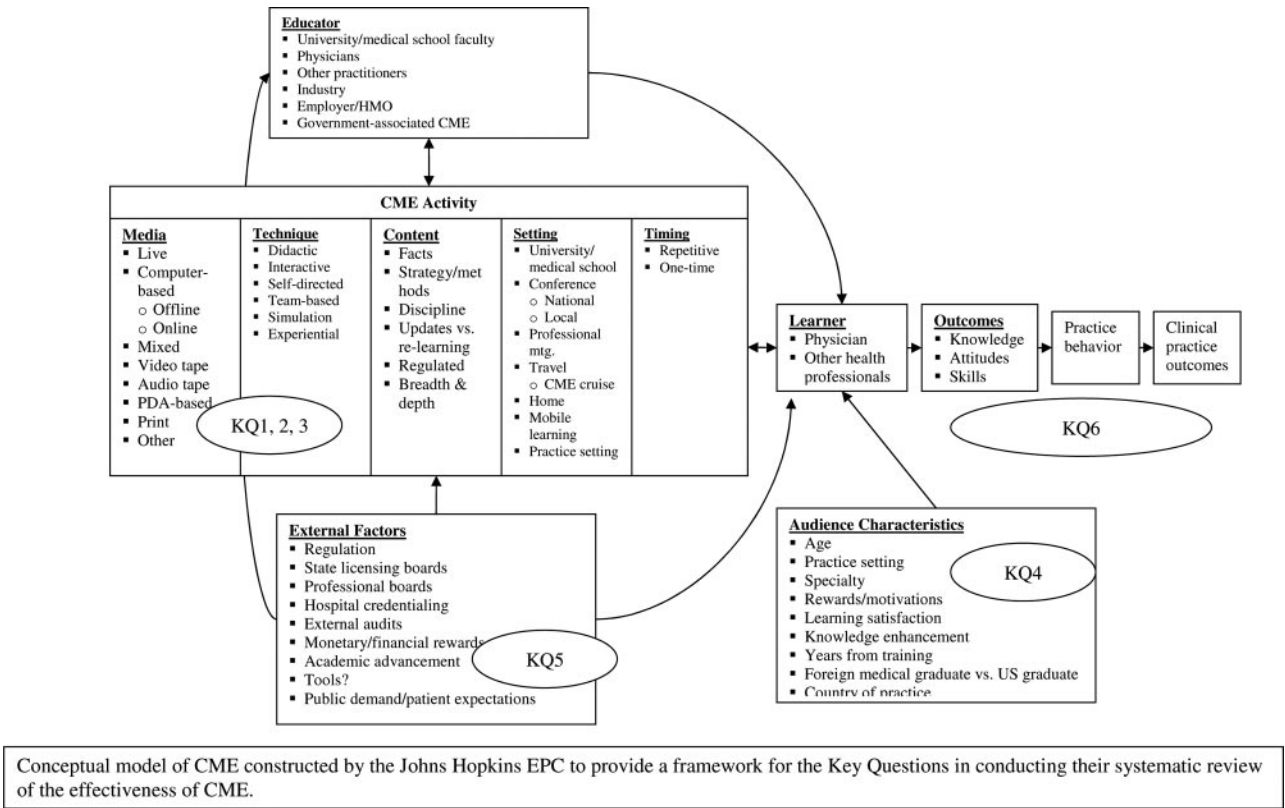 Educator
▪ University/medical school faculty
▪ Physicians
▪ Other practitioners
▪ Industry
▪ Employer/HMO
▪ Government-associated CME
CME Activity
Media
▪ Live
▪ Computer-
based
o Offline
o Online
▪ Mixed
▪ Video tape
▪ Audio tape
▪ PDA-based
▪ Print
▪ Other
Technique
▪ Didactic
▪ Interactive
▪ Self-directed
▪ Team-based
▪ Simulation
▪ Experiential
KQ1, 2, 3
Content
▪ Facts
▪ Strategy/met
hods
▪ Discipline
▪ Updates vs.
re-learning
▪ Regulated
▪ Breadth &
depth
Setting
▪ University/
medical school
▪ Conference
o National
o Local
▪ Professional
mtg.
▪ Travel
o CME cruise
▪ Home
▪ Mobile
learning
▪ Practice setting
Timing
▪ Repetitive
▪ One-time
Learner
▪ Physician
▪ Other health
professionals
Outcomes
▪ Knowledge
▪ Attitudes
▪ Skills
Practice
behavior
Clinical
practice
outcomes
KQ6
External Factors
▪ Regulation
▪ State licensing boards
▪ Professional boards
▪ Hospital credentialing
▪ External audits
▪ Monetary/financial rewards
▪ Academic advancement
▪ Tools?
▪ Public demand/patient expectations
KQ5
Audience Characteristics
▪ Age
▪ Practice setting
▪ Specialty
▪ Rewards/motivations
▪ Learning satisfaction
▪ Knowledge enhancement
▪ Years from training
▪ Foreign medical graduate vs. US graduate
▪ Country of practice
KQ4
Conceptual model of CME constructed by the Johns Hopkins EPC to provide a framework for the Key Questions in conducting their systematic review
of the effectiveness of CME.